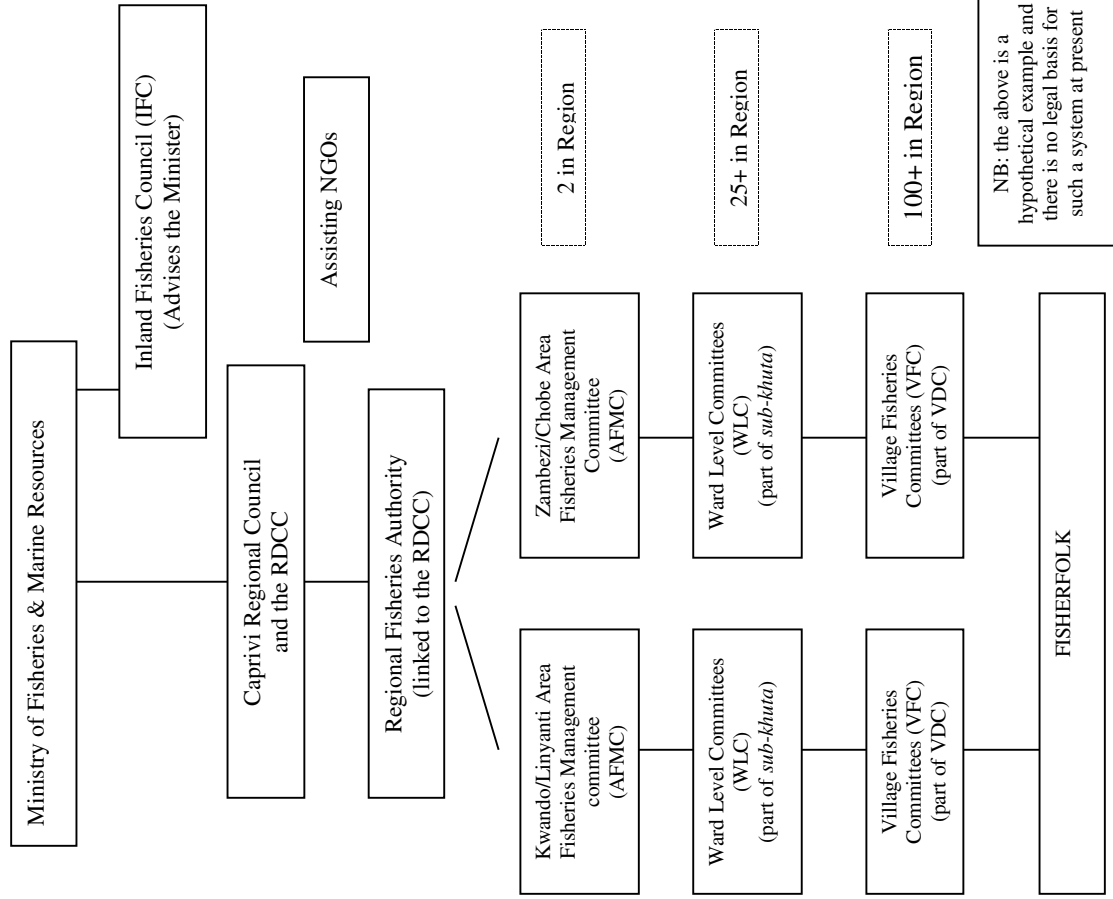 Ministry of Fisheries & Marine Resources
Inland Fisheries Council (IFC)
(Advises the Minister)
Caprivi Regional Council
and the RDCC
Assisting NGOs
Regional Fisheries Authority
(linked to the RDCC)
Kwando/Linyanti Area
Fisheries Management
committee
(AFMC)
Zambezi/Chobe Area
Fisheries Management
Committee
(AFMC)
2 in Region
Ward Level Committees
(WLC)
(part of sub-khuta)
Ward Level Committees
(WLC)
(part of sub-khuta)
25+ in Region
Village Fisheries
Committees (VFC)
(part of VDC)
Village Fisheries
Committees (VFC)
(part of VDC)
100+ in Region
FISHERFOLK
NB: the above is a
hypothetical example and
there is no legal basis for
such a system at present